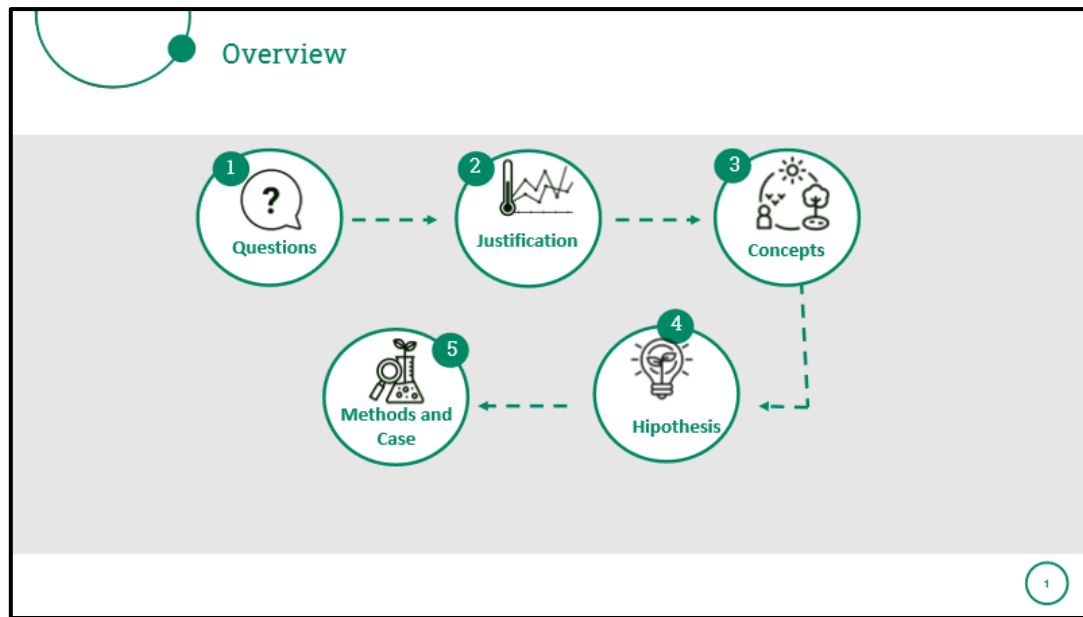 Overview
1
?
Questions
2
Justification
3
Concepts
4
Hipothesis
5
Methods and
Case
1